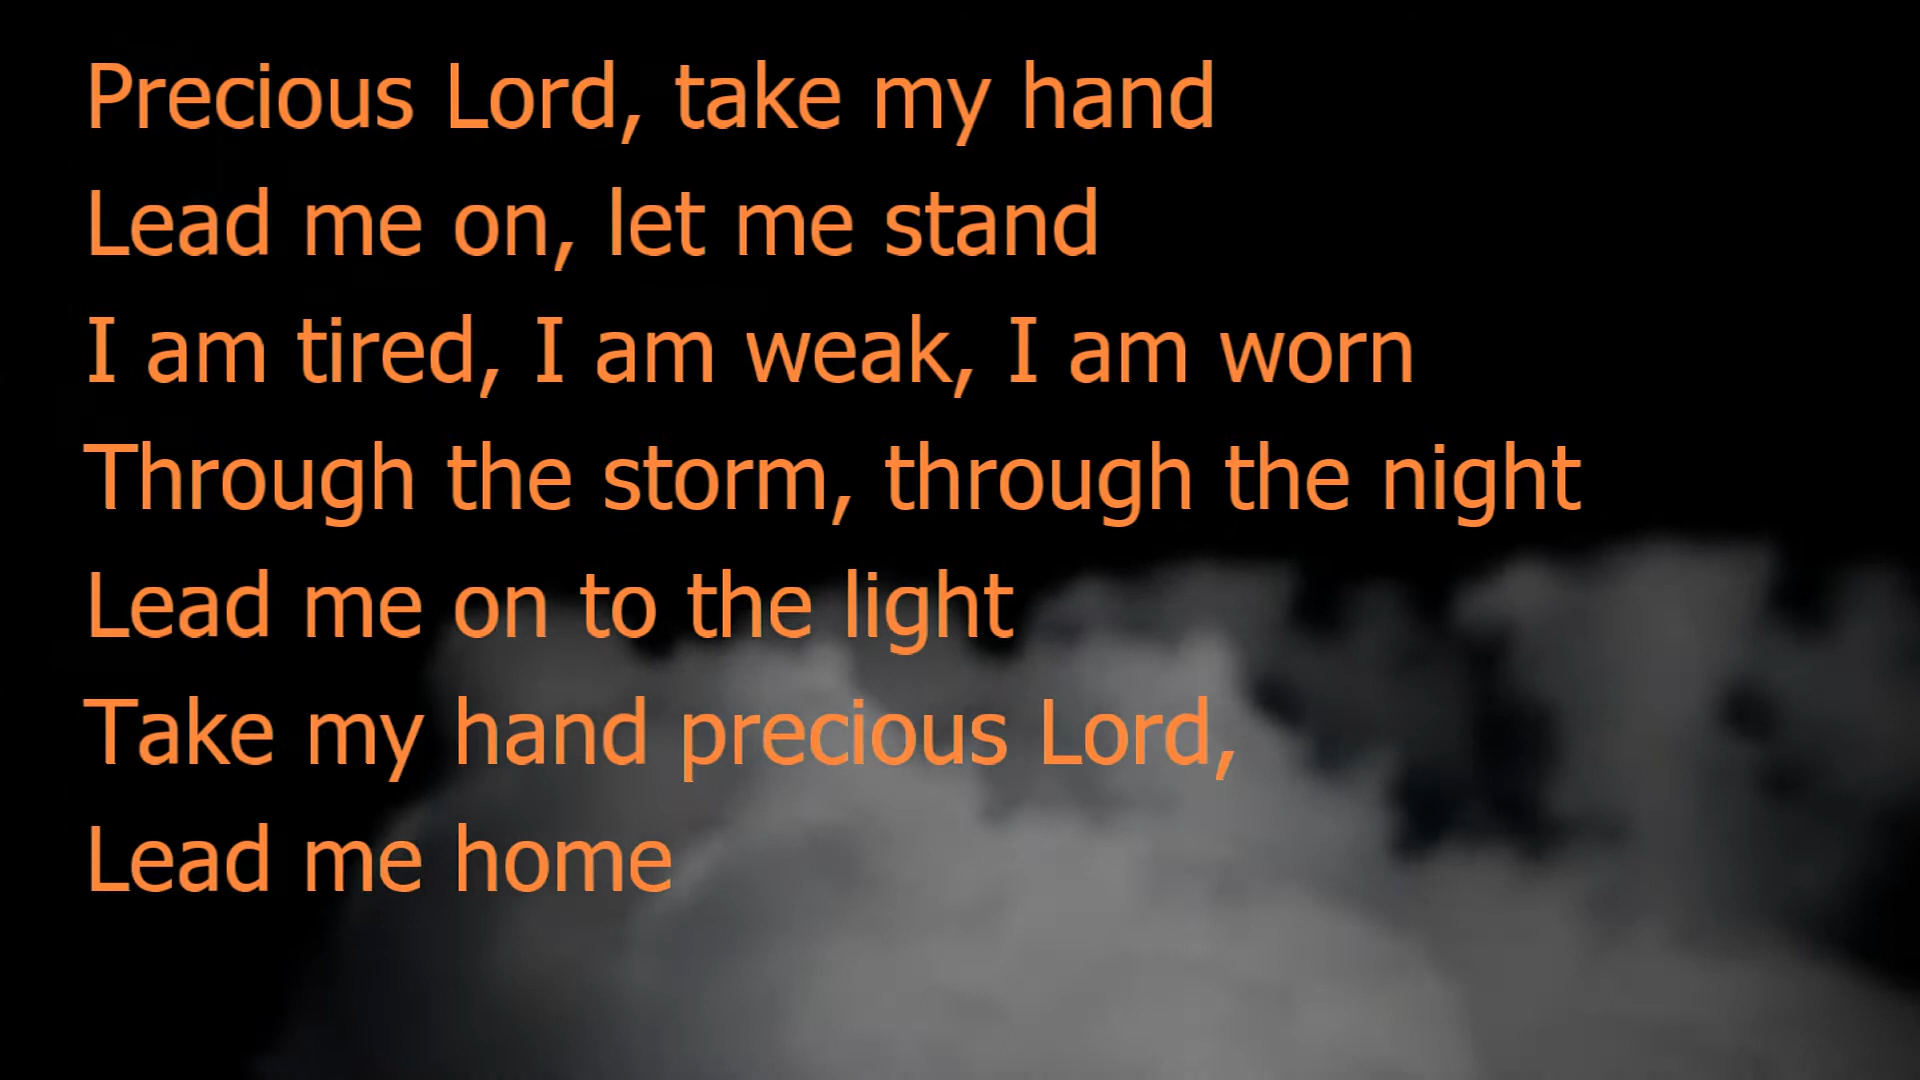 Precious Lord, take my hand
Lead me on, let me stand
I am tired, I am weak, I am worn
Through the storm, through the night
Lead me on to the light
Take my hand precious Lord,
Lead me home